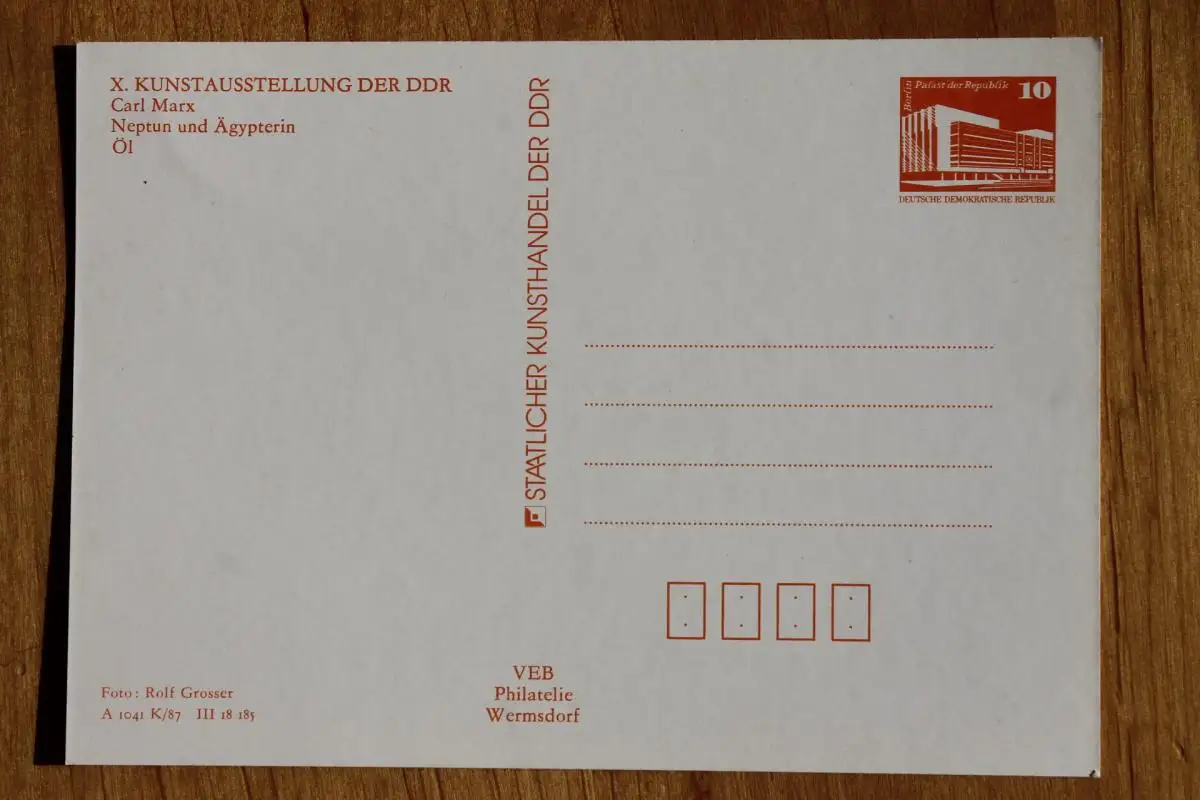 X. KUNSTAUSSTELLUNG DER DDR
Carl Marx
Neptun und Ägypterin
Öl
STAATLICHER KUNSTHANDEL DER DDR
Berlin
Palast der Republik
10
DEUTSCHE DEMOKRATISCHE REPUBLIK
Foto: Rolf Grosser
A 1041 K/87 III 18 185
VEB
Philatelie
Wermsdorf